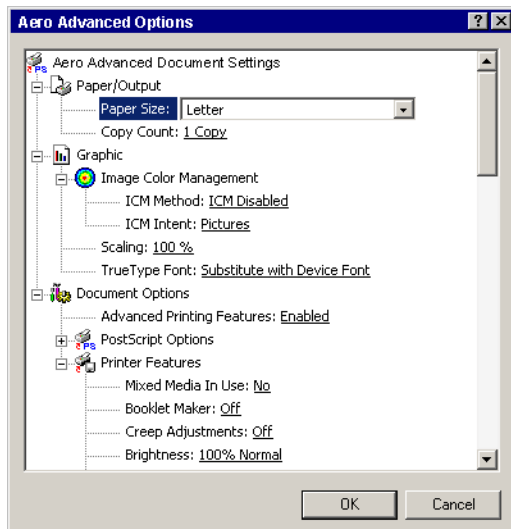 Aero Advanced Options
Aero Advanced Document Settings
Paper/Output
Paper Size: Letter
Copy Count: 1 Copy
Graphic
Image Color Management
ICM Method: ICM Disabled
ICM Intent: Pictures
Scaling: 100 %
TrueType Font: Substitute with Device Font
Document Options
Advanced Printing Features: Enabled
PostScript Options
Printer Features
Mixed Media In Use: No
Booklet Maker: Off
Creep Adjustments: Off
Brightness: 100% Normal
OK Cancel